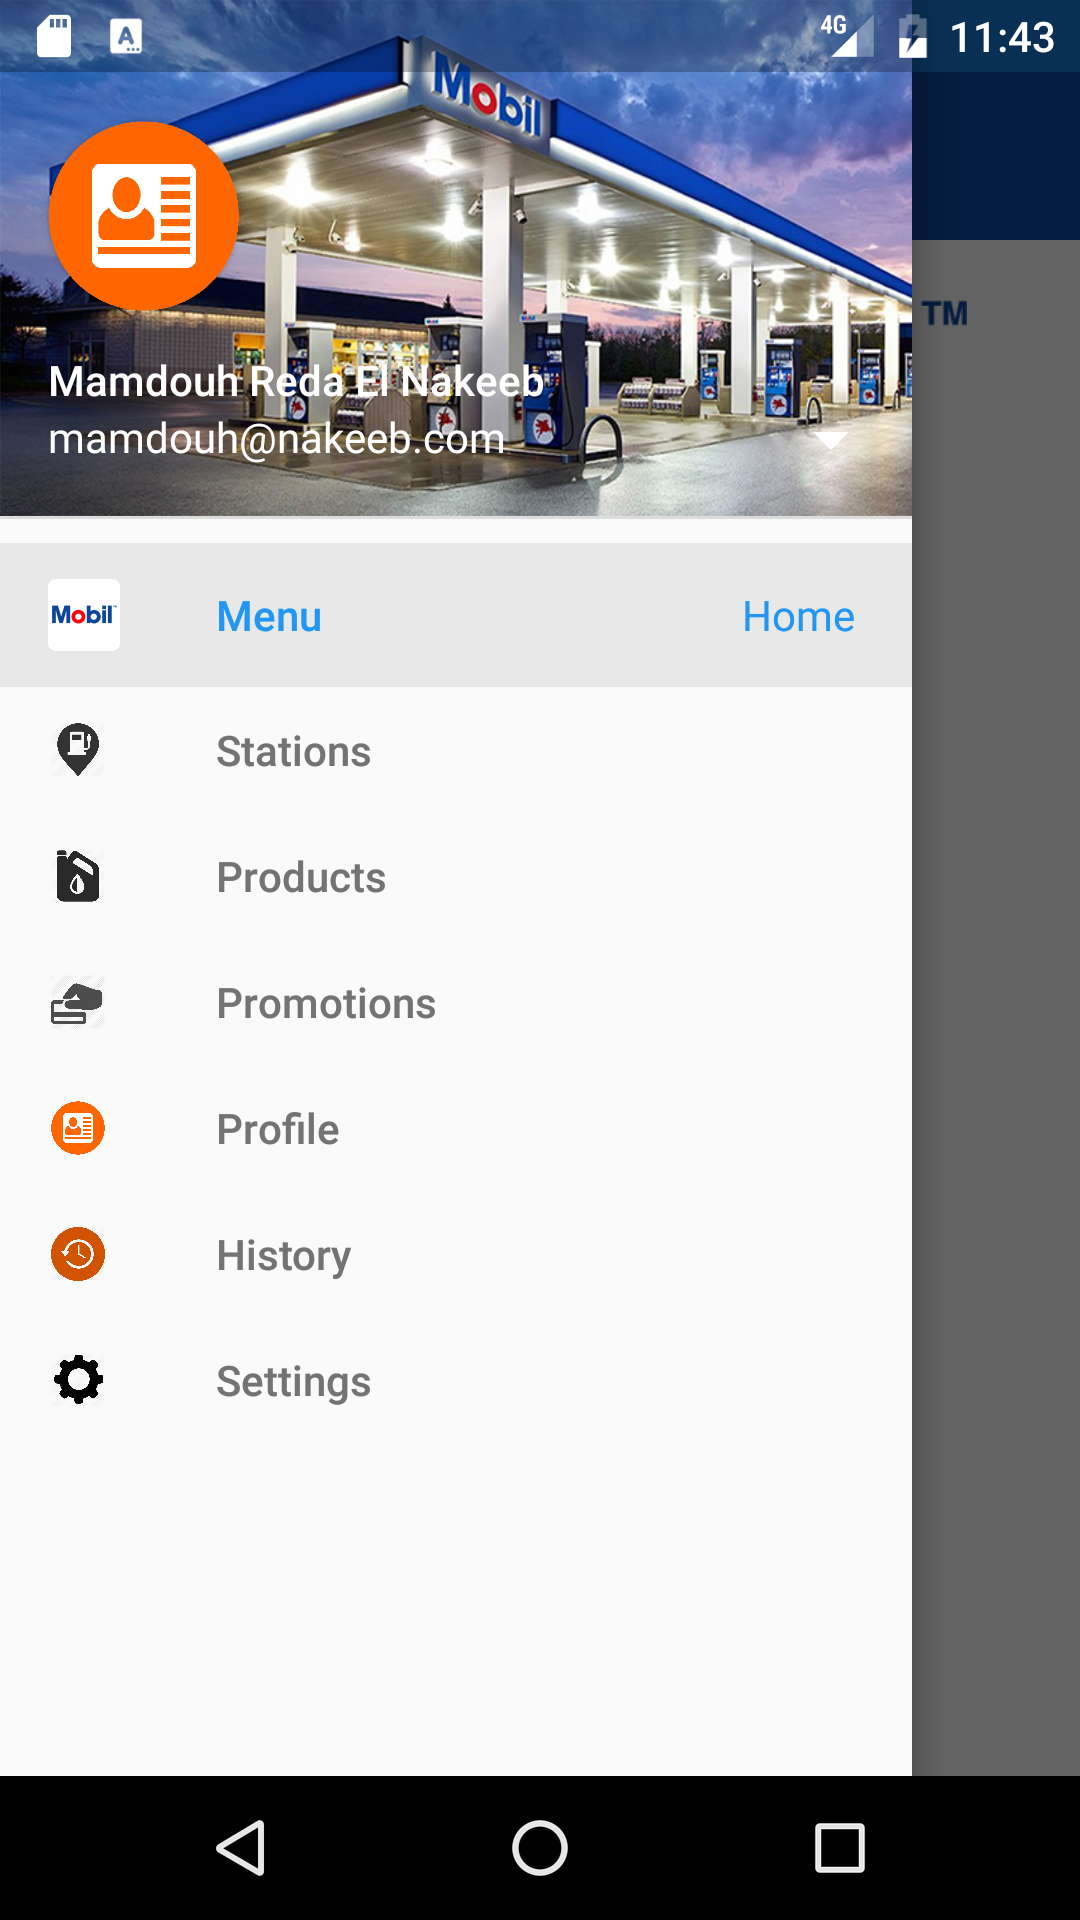 4G 11:43
Mobil
TM
Mamdouh Reda El Nakeeb
mamdouh@nakeeb.com
Mobil Menu Home
Stations
Products
Promotions
Profile
History
Settings